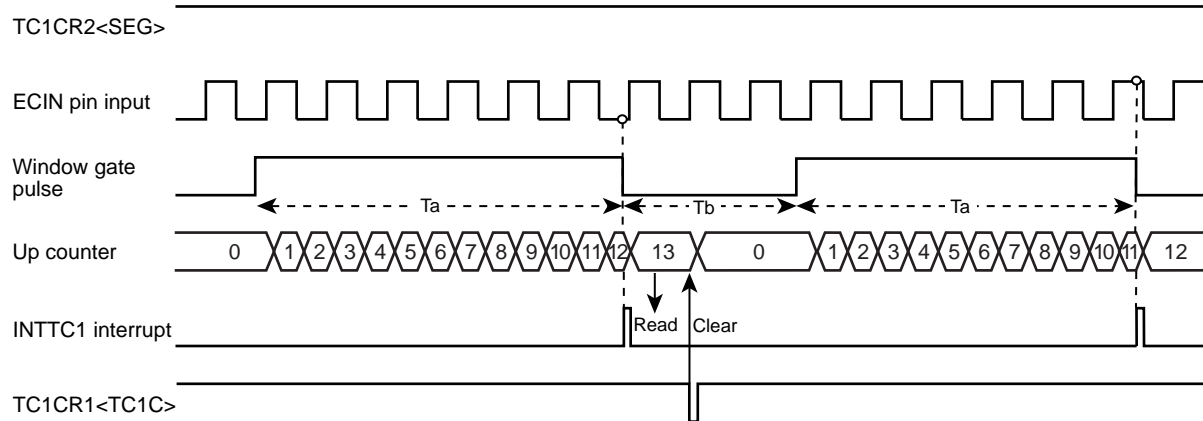 TC1CR2<SEG>
ECIN pin input
Window gate
pulse
Ta Tb Ta
Up counter 0 1 2 3 4 5 6 7 8 9 10 11 12 13 0 1 2 3 4 5 6 7 8 9 10 11 12
Read Clear
INTTC1 interrupt
TC1CR1<TC1C>